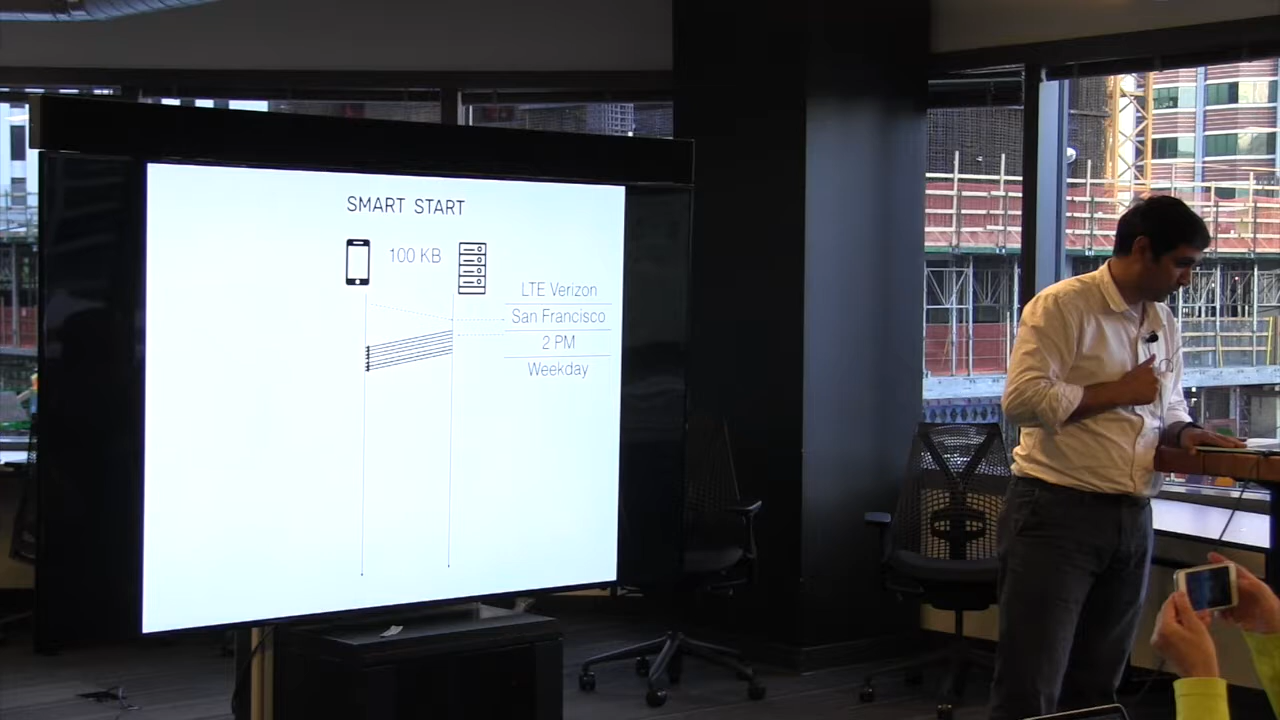 SMART START
100 KB
LTE Verizon
San Francisco
2 PM
Weekday